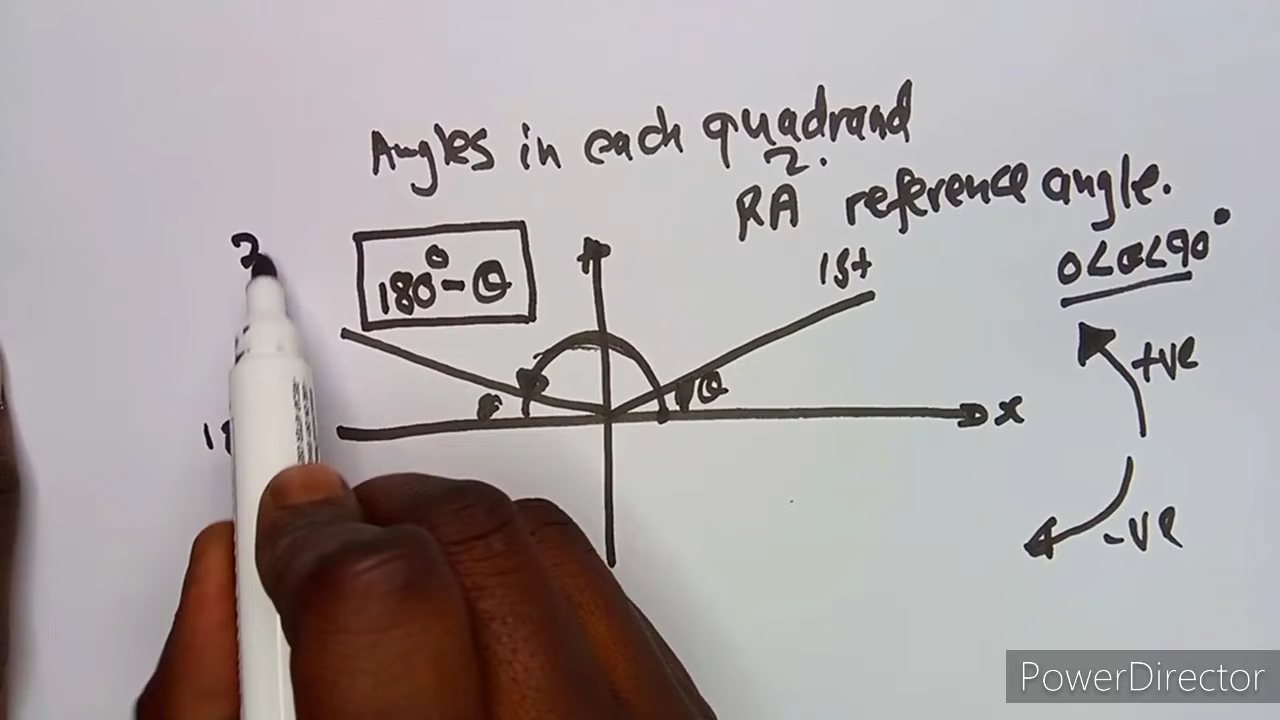 Angles in each quadrand
2.
RA reference angle.
1st
0<θ<90°
180°-θ
+ve
θ
x
-ve
PowerDirector